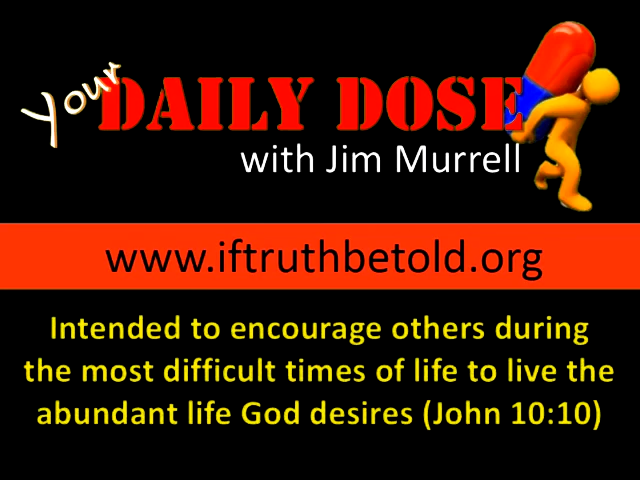 Your DAILY DOSE
with Jim Murrell
www.iftruthbetold.org
Intended to encourage others during
the most difficult times of life to live the
abundant life God desires (John 10:10)